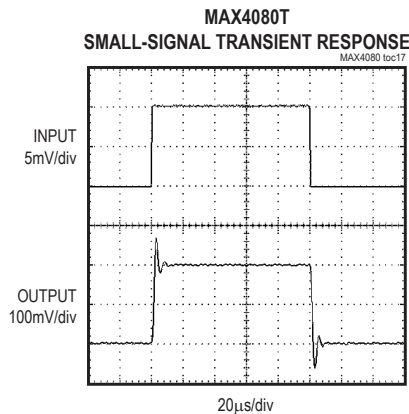 MAX4080T
SMALL-SIGNAL TRANSIENT RESPONSE
MAX4080 toc17
INPUT
5mV/div
OUTPUT
100mV/div
20μs/div